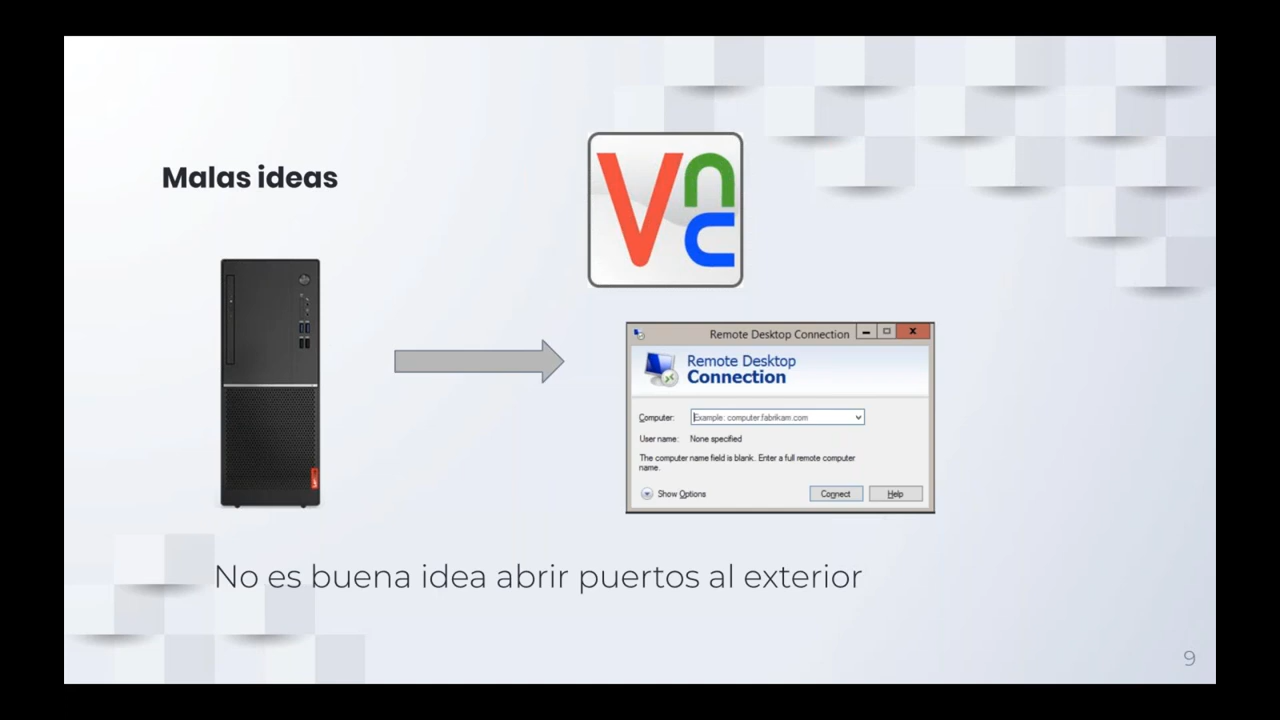 Malas ideas
Vnc
Remote Desktop Connection
Remote Desktop
Connection
Computer:
Example: computer.fabrikam.com
User name:
None specified
The computer name field is blank. Enter a full remote computer
name.
Show Options
Connect
Help
No es buena idea abrir puertos al exterior
9